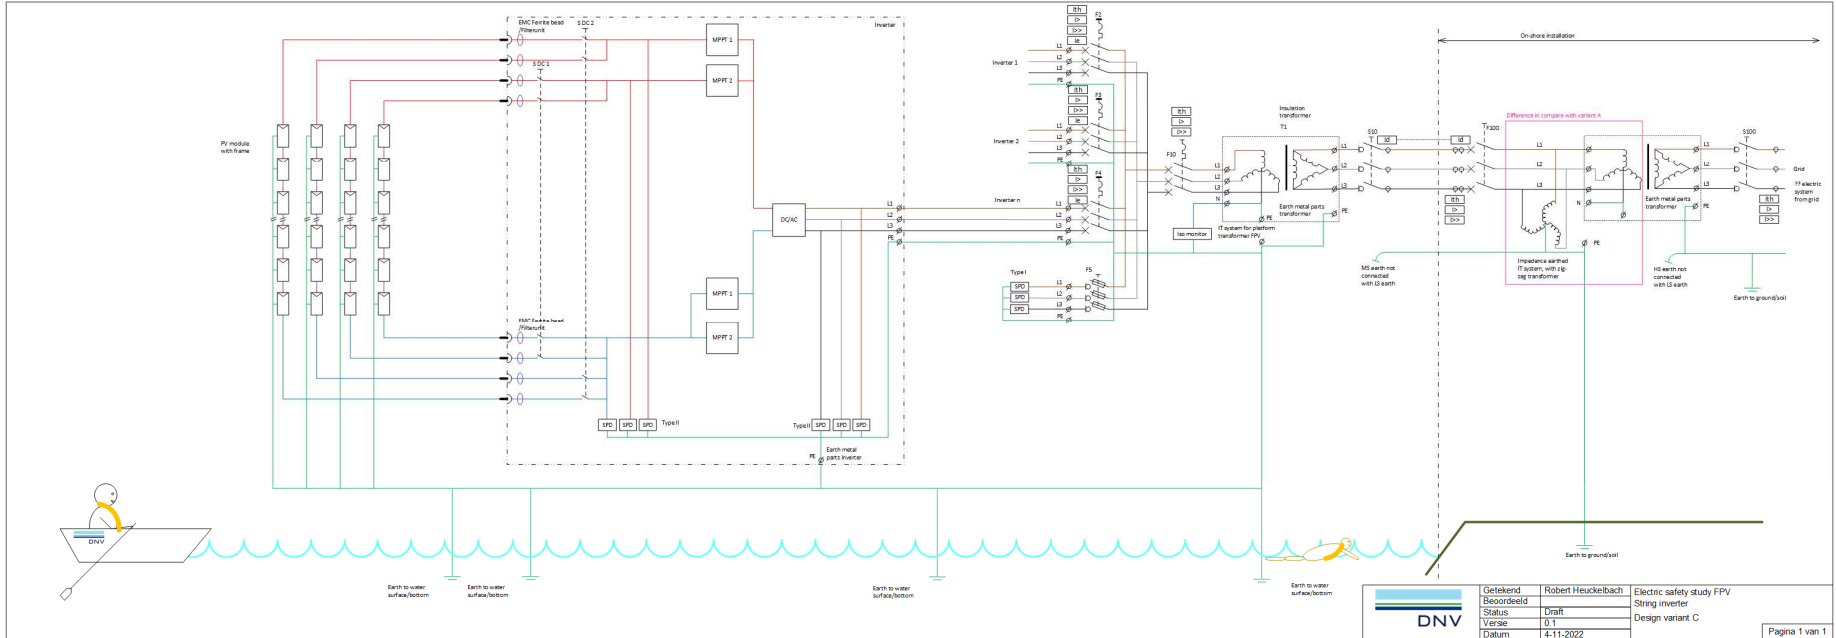 EMC Ferrite bead
/Filterunit
S DC 2
S DC 1
Inverter
MPPT 1
MPPT 2
PV module
with frame
DC/AC
L1
L2
L3
PE
MPPT 1
MPPT 2
EMC Ferrite bead
/Filterunit
SPD
SPD
SPD
Type II
Type II
SPD
SPD
SPD
PE
Earth metal
parts inverter
Ith
I>
I>>
Ie
F2
Inverter 1
L1
L2
L3
PE
Ith
I>
I>>
Ie
F3
Inverter 2
L1
L2
L3
PE
Ith
I>
I>>
Ie
F4
Inverter n
L1
L2
L3
PE
Type I
SPD
SPD
SPD
L1
L2
L3
PE
F5
Ith
I>
I>>
F10
Insulation
transformer
T1
L1
L2
L3
N
L1
L2
L3
PE
PE
Earth metal parts
transformer
Iso monitor
IT system for platform
transformer FPV
S10
Id
Id
F100
Ith
I>
I>>
On-shore installation
Difference in compare with variant A
L1
L2
L3
N
PE
L1
L2
L3
PE
Earth metal parts
transformer
Impedance earthed
IT system, with zig-
zag transformer
MS earth not
connected
with LS earth
HS earth not
connected
with LS earth
S100
Grid
?? electric
system
from grid
Ith
I>
I>>
Earth to ground/soil
Earth to ground/soil
DNV
Earth to water
surface/bottom
Earth to water
surface/bottom
Earth to water
surface/bottom
Earth to water
surface/bottom
DNV
Getekend Robert Heuckelbach
Beoordeeld
Status Draft
Versie 0.1
Datum 4-11-2022
Electric safety study FPV
String inverter
Design variant C
Pagina 1 van 1